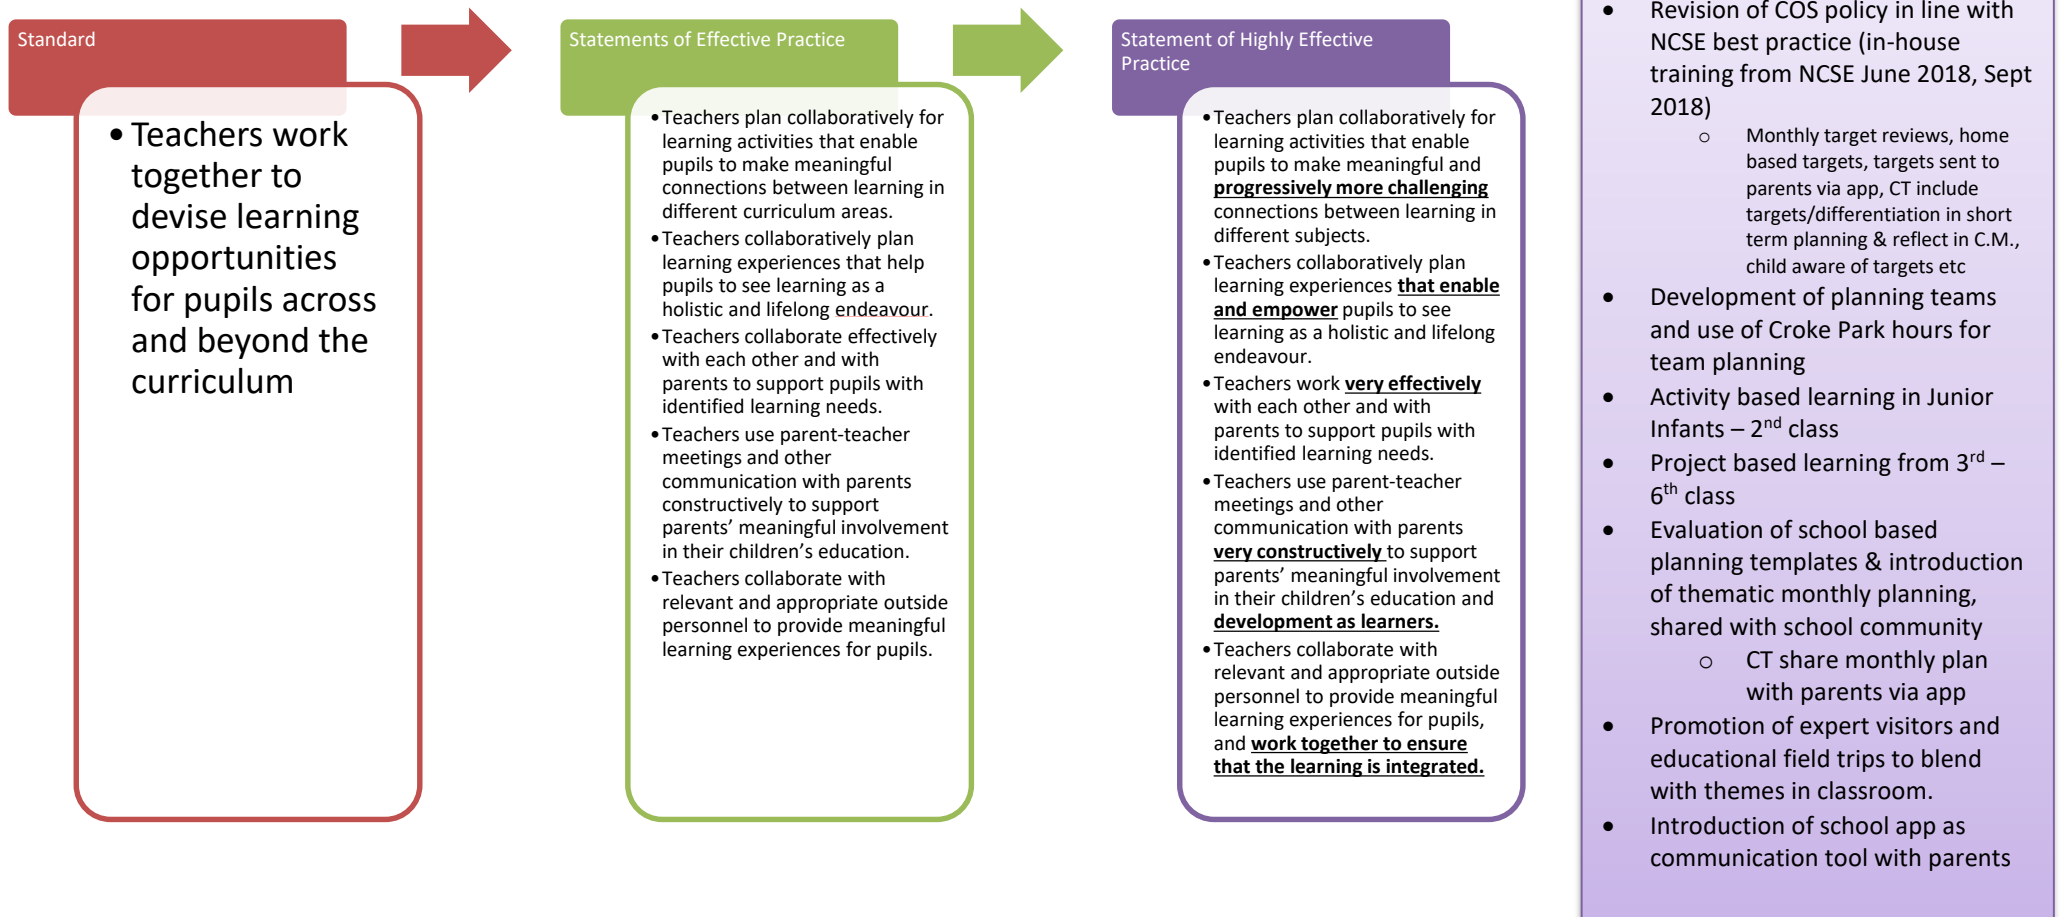 Standard
• Teachers work
together to
devise learning
opportunities
for pupils across
and beyond the
curriculum
Statements of Effective Practice
•Teachers plan collaboratively for
learning activities that enable
pupils to make meaningful
connections between learning in
different curriculum areas.
•Teachers collaboratively plan
learning experiences that help
pupils to see learning as a
holistic and lifelong endeavour.
•Teachers collaborate effectively
with each other and with
parents to support pupils with
identified learning needs.
•Teachers use parent-teacher
meetings and other
communication with parents
constructively to support
parents’ meaningful involvement
in their children’s education.
•Teachers collaborate with
relevant and appropriate outside
personnel to provide meaningful
learning experiences for pupils.
Statement of Highly Effective
Practice
•Teachers plan collaboratively for
learning activities that enable
pupils to make meaningful and
progressively more challenging
connections between learning in
different subjects.
•Teachers collaboratively plan
learning experiences that enable
and empower pupils to see
learning as a holistic and lifelong
endeavour.
•Teachers work very effectively
with each other and with
parents to support pupils with
identified learning needs.
•Teachers use parent-teacher
meetings and other
communication with parents
very constructively to support
parents’ meaningful involvement
in their children’s education and
development as learners.
•Teachers collaborate with
relevant and appropriate outside
personnel to provide meaningful
learning experiences for pupils,
and work together to ensure
that the learning is integrated.
• Revision of COS policy in line with
NCSE best practice (in-house
training from NCSE June 2018, Sept
2018)
o Monthly target reviews, home
based targets, targets sent to
parents via app, CT include
targets/differentiation in short
term planning & reflect in C.M.,
child aware of targets etc
• Development of planning teams
and use of Croke Park hours for
team planning
• Activity based learning in Junior
Infants – 2nd class
• Project based learning from 3rd –
6th class
• Evaluation of school based
planning templates & introduction
of thematic monthly planning,
shared with school community
o CT share monthly plan
with parents via app
• Promotion of expert visitors and
educational field trips to blend
with themes in classroom.
• Introduction of school app as
communication tool with parents